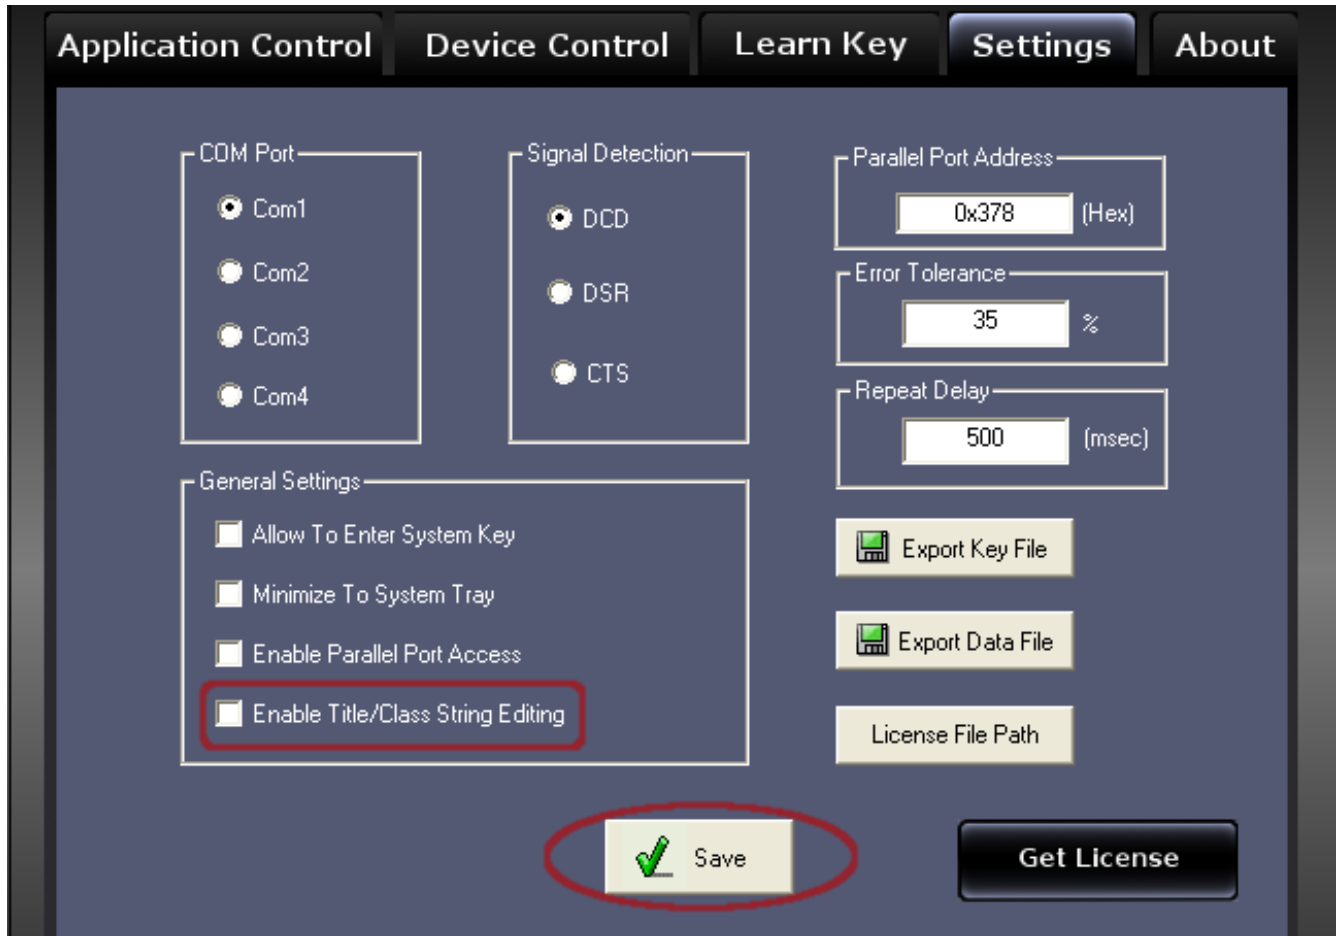 Application Control Device Control Learn Key Settings About
COM Port
Com1
Com2
Com3
Com4
Signal Detection
DCD
DSR
CTS
Parallel Port Address
0x378 (Hex)
Error Tolerance
35 %
Repeat Delay
500 (msec)
General Settings
Allow To Enter System Key
Minimize To System Tray
Enable Parallel Port Access
Enable Title/Class String Editing
Export Key File
Export Data File
License File Path
Save
Get License